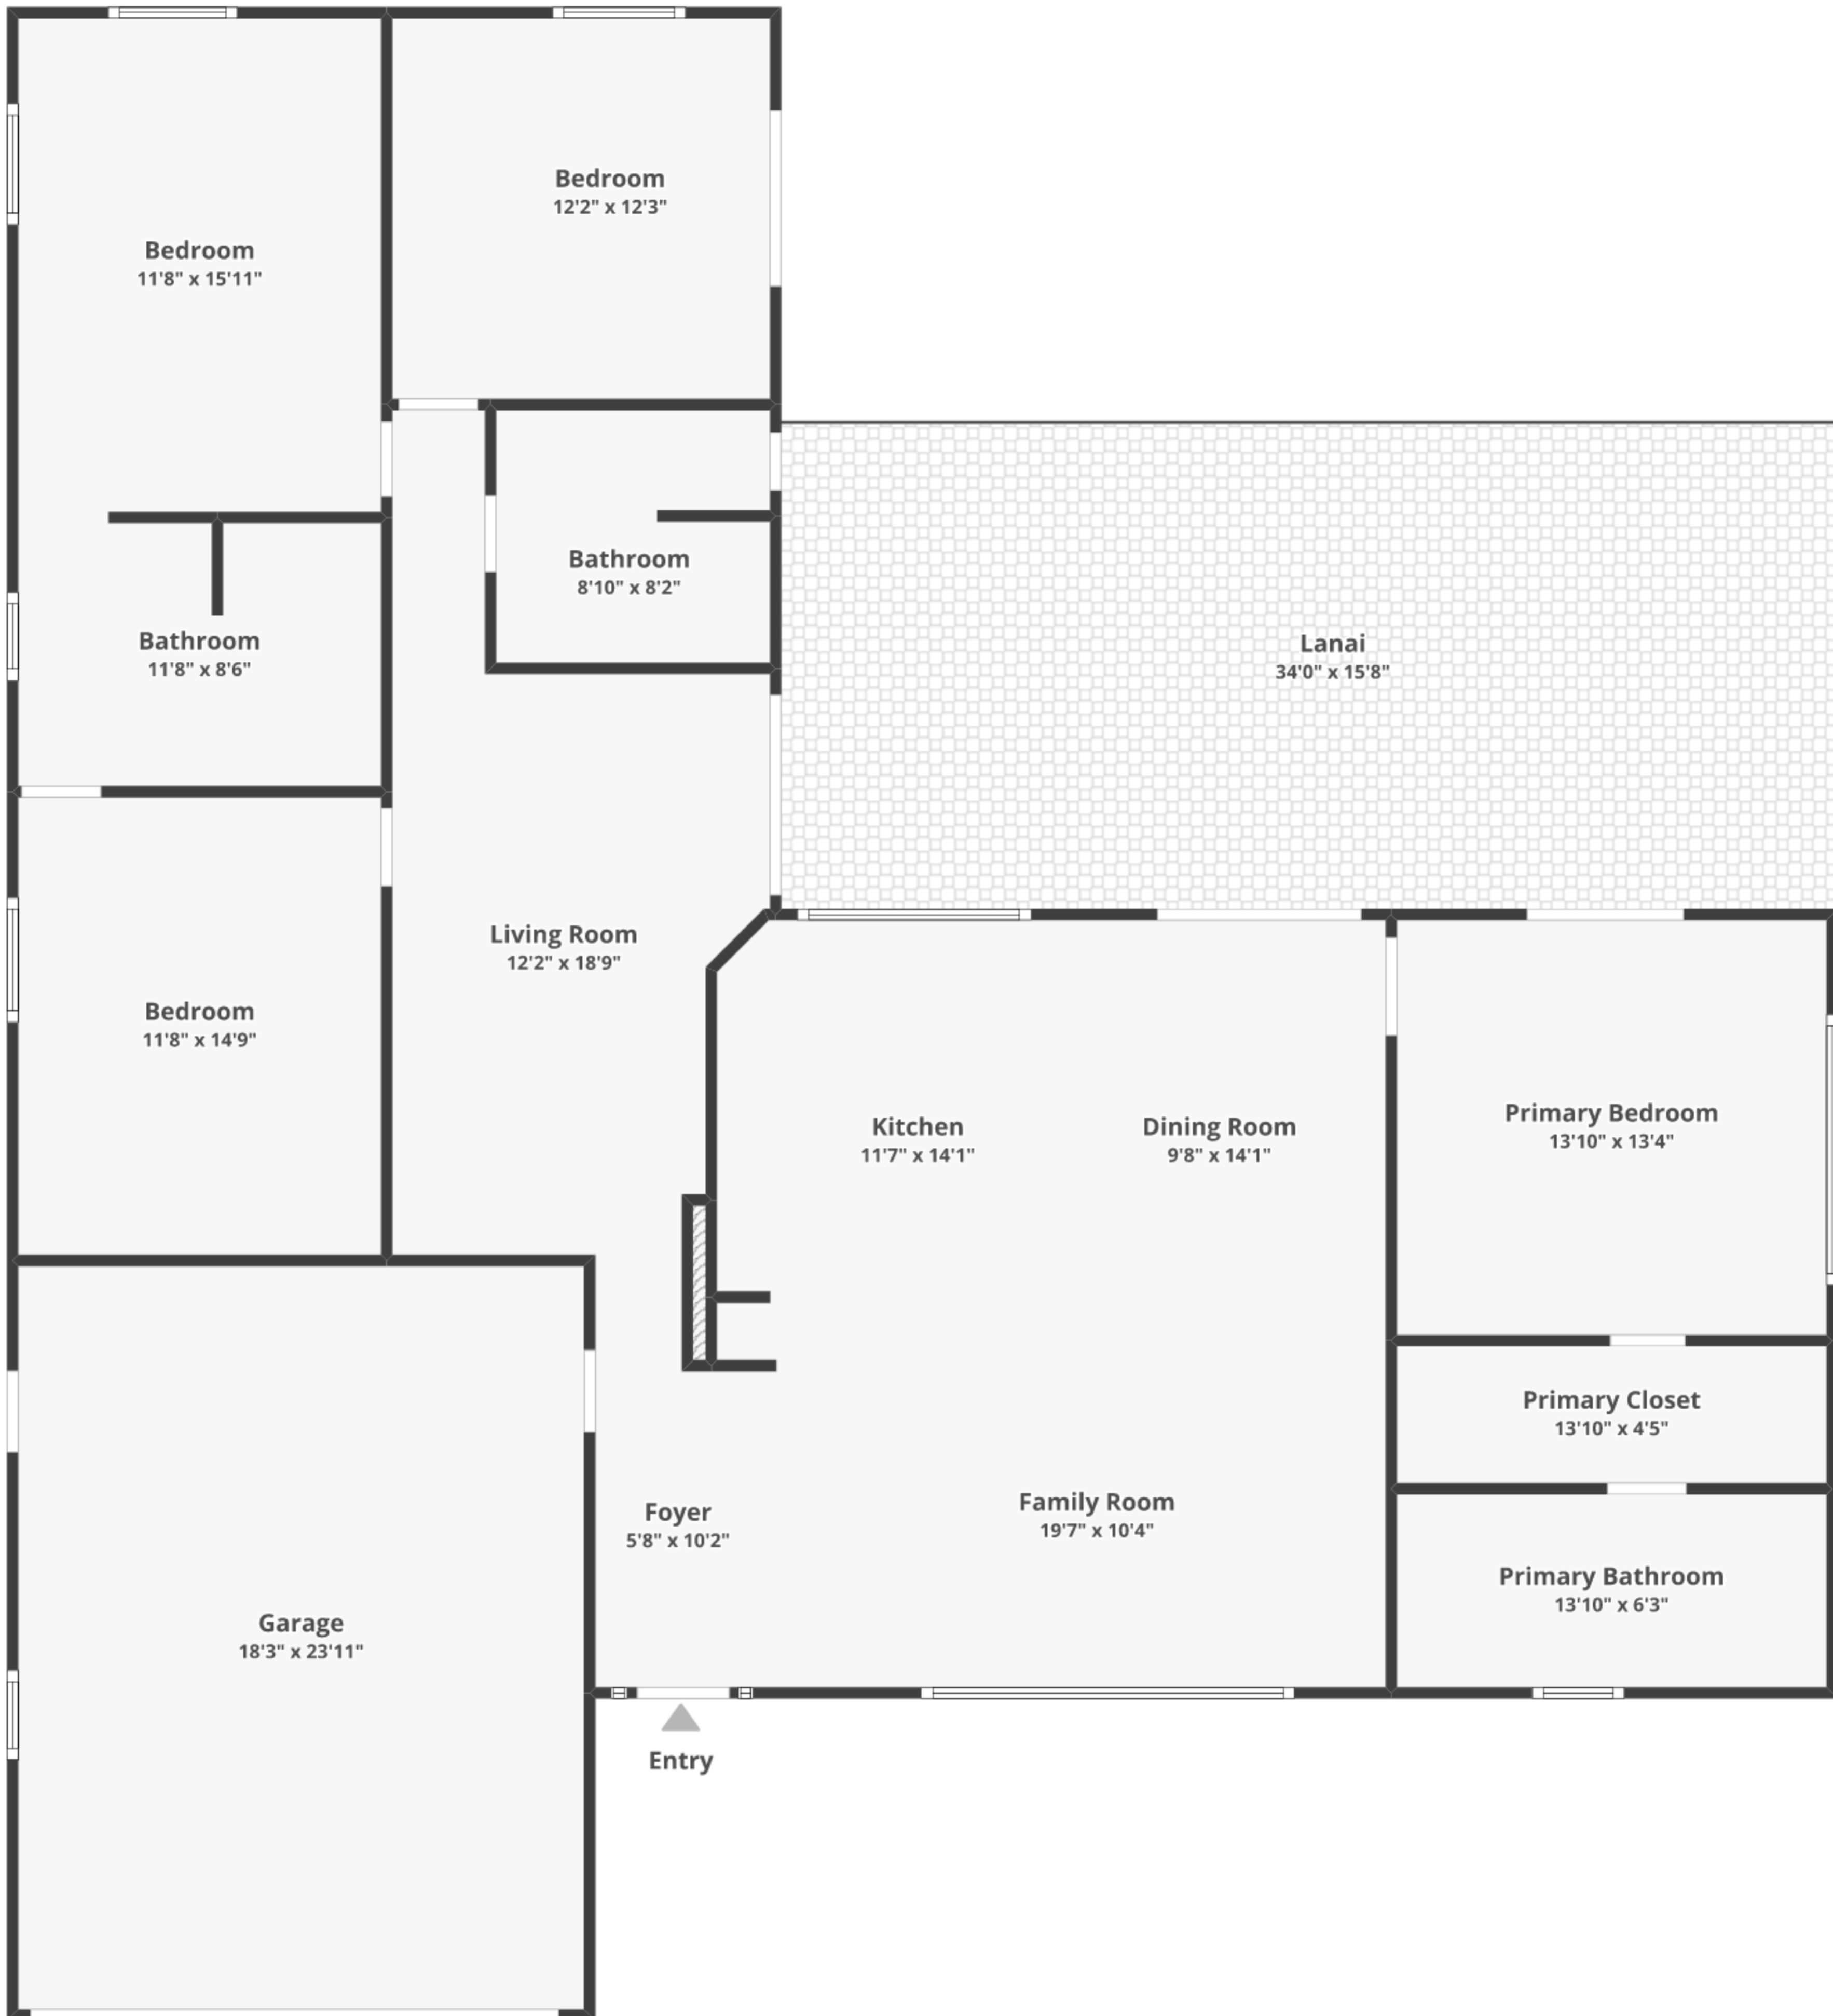 Bedroom
12'2" x 12'3"
Bedroom
11'8" x 15'11"
Bathroom
8'10" x 8'2"
Bathroom
11'8" x 8'6"
Lanai
34'0" x 15'8"
Living Room
12'2" x 18'9"
Bedroom
11'8" x 14'9"
Kitchen
11'7" x 14'1"
Dining Room
9'8" x 14'1"
Primary Bedroom
13'10" x 13'4"
Primary Closet
13'10" x 4'5"
Foyer
5'8" x 10'2"
Family Room
19'7" x 10'4"
Primary Bathroom
13'10" x 6'3"
Garage
18'3" x 23'11"
Entry